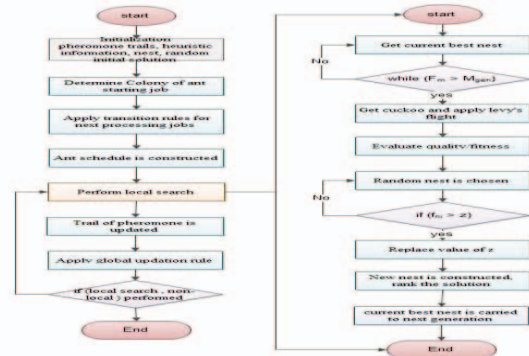 start
Initialization
pheromone trails, heuristic
information, nest, random
initial solution
Determine Colony of ant
starting job
Apply transition rules for
next processing jobs
Ant schedule is constructed
Perform local search
Trail of pheromone is
updated
Apply global updation rule
if (local search , non-
local ) performed
End
start
Get current best nest
No
while (Fm > Mgen)
yes
Get cuckoo and apply levy's
flight
Evaluate quality/fitness
Random nest is chosen
No
if (fm > z)
yes
Replace value of z
New nest is constructed,
rank the solution
current best nest is carried
to next generation
End